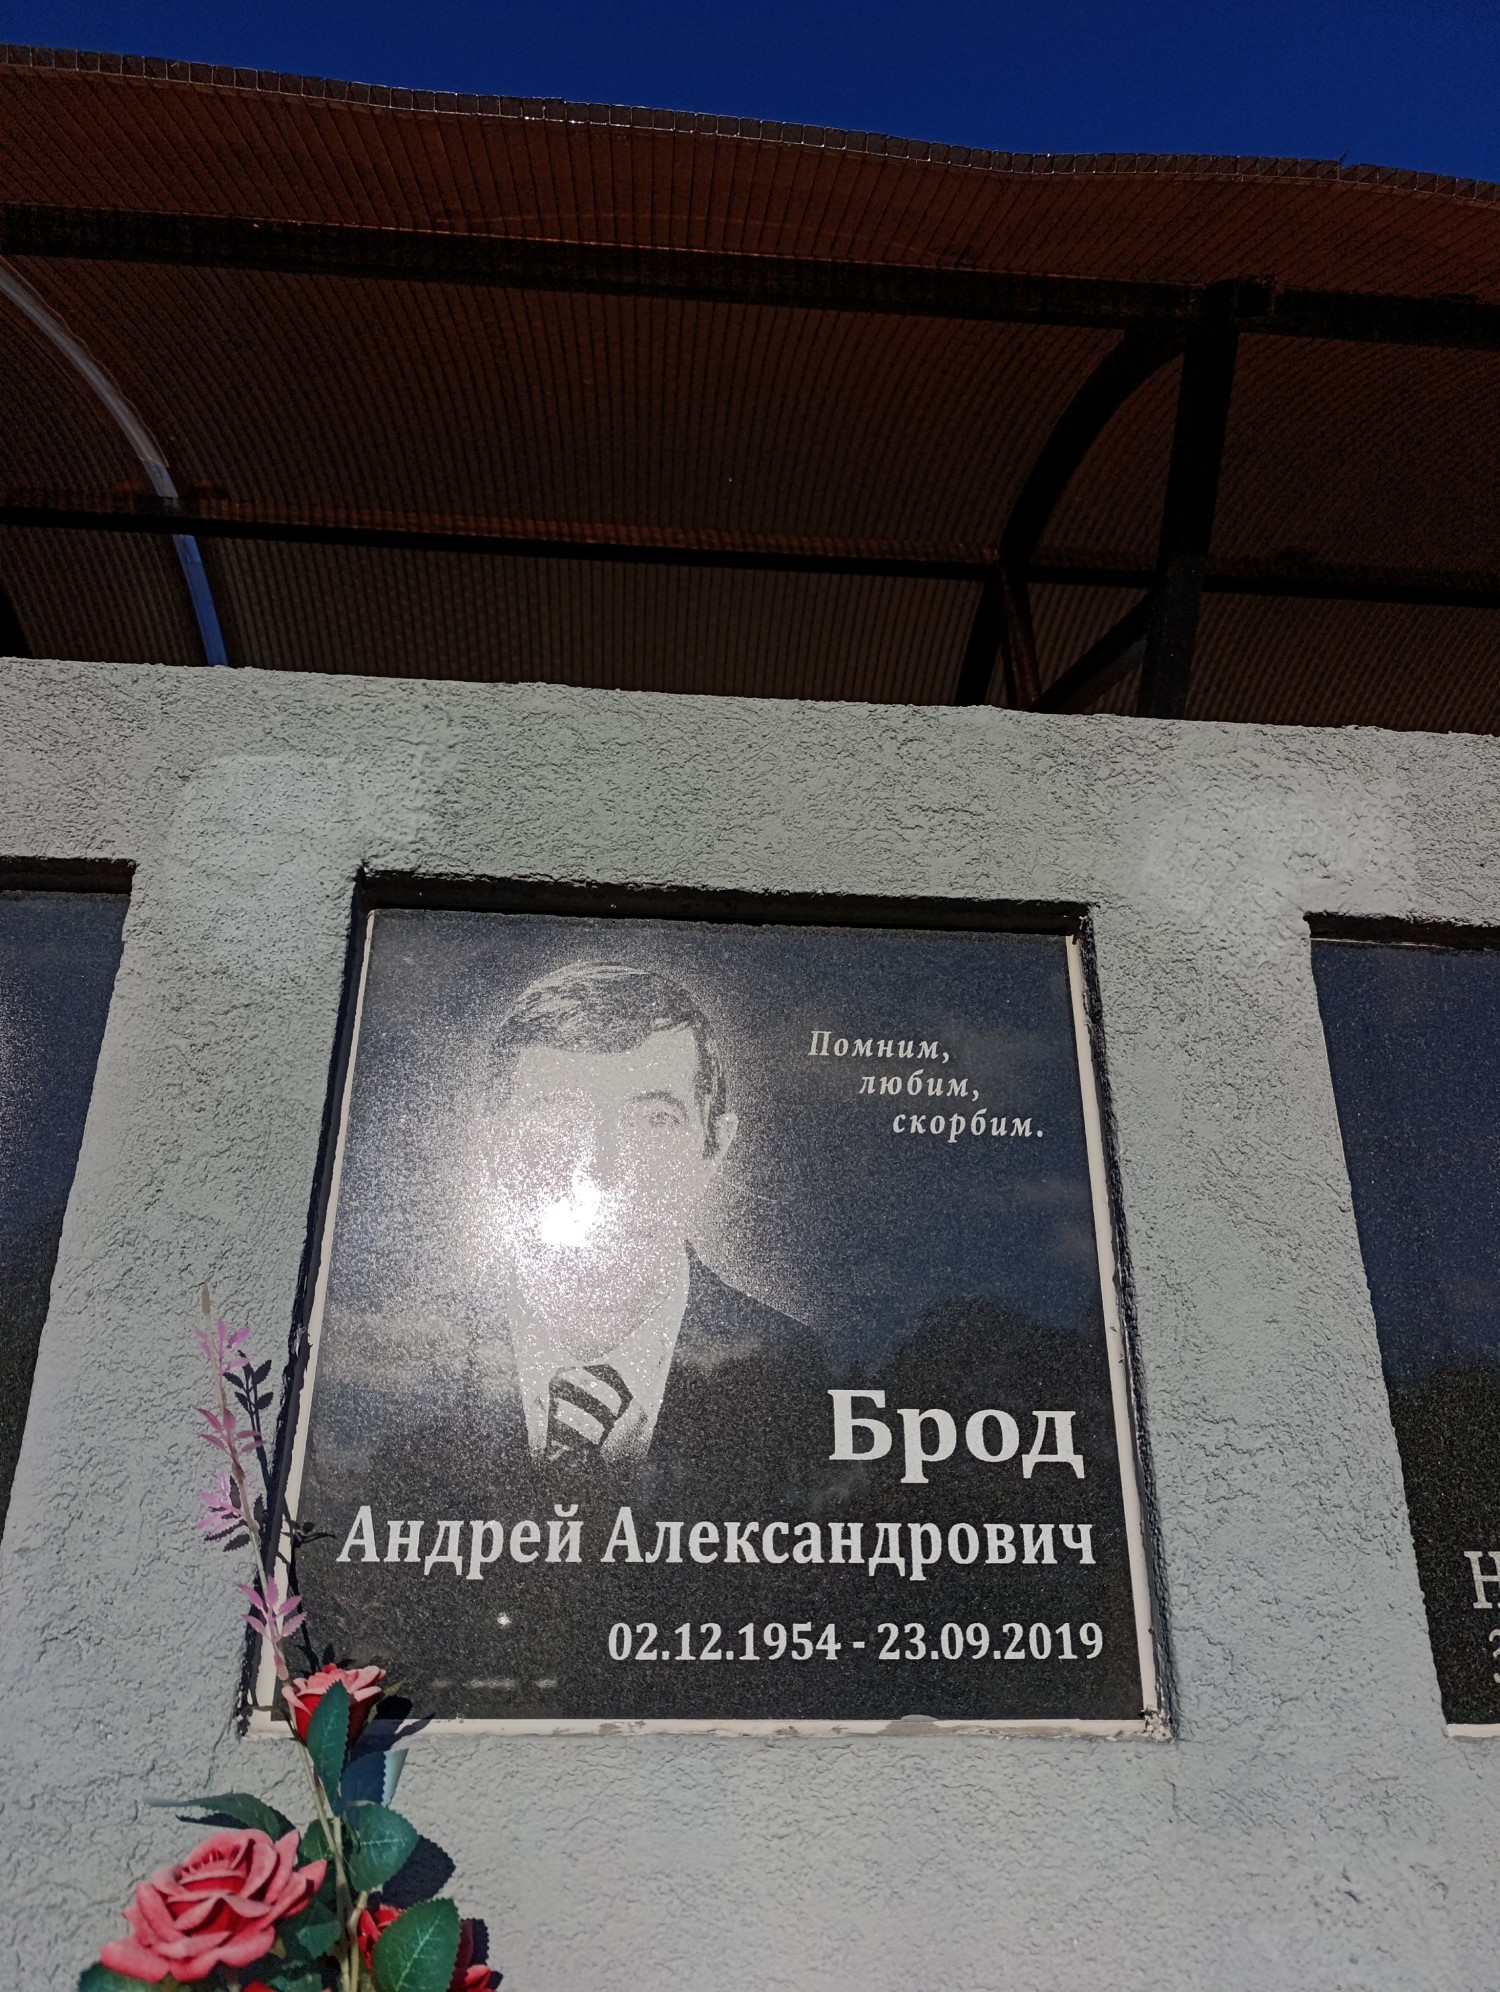 Помним,
любим,
скорбим.
Брод
Андрей Александрович
02.12.1954 - 23.09.2019